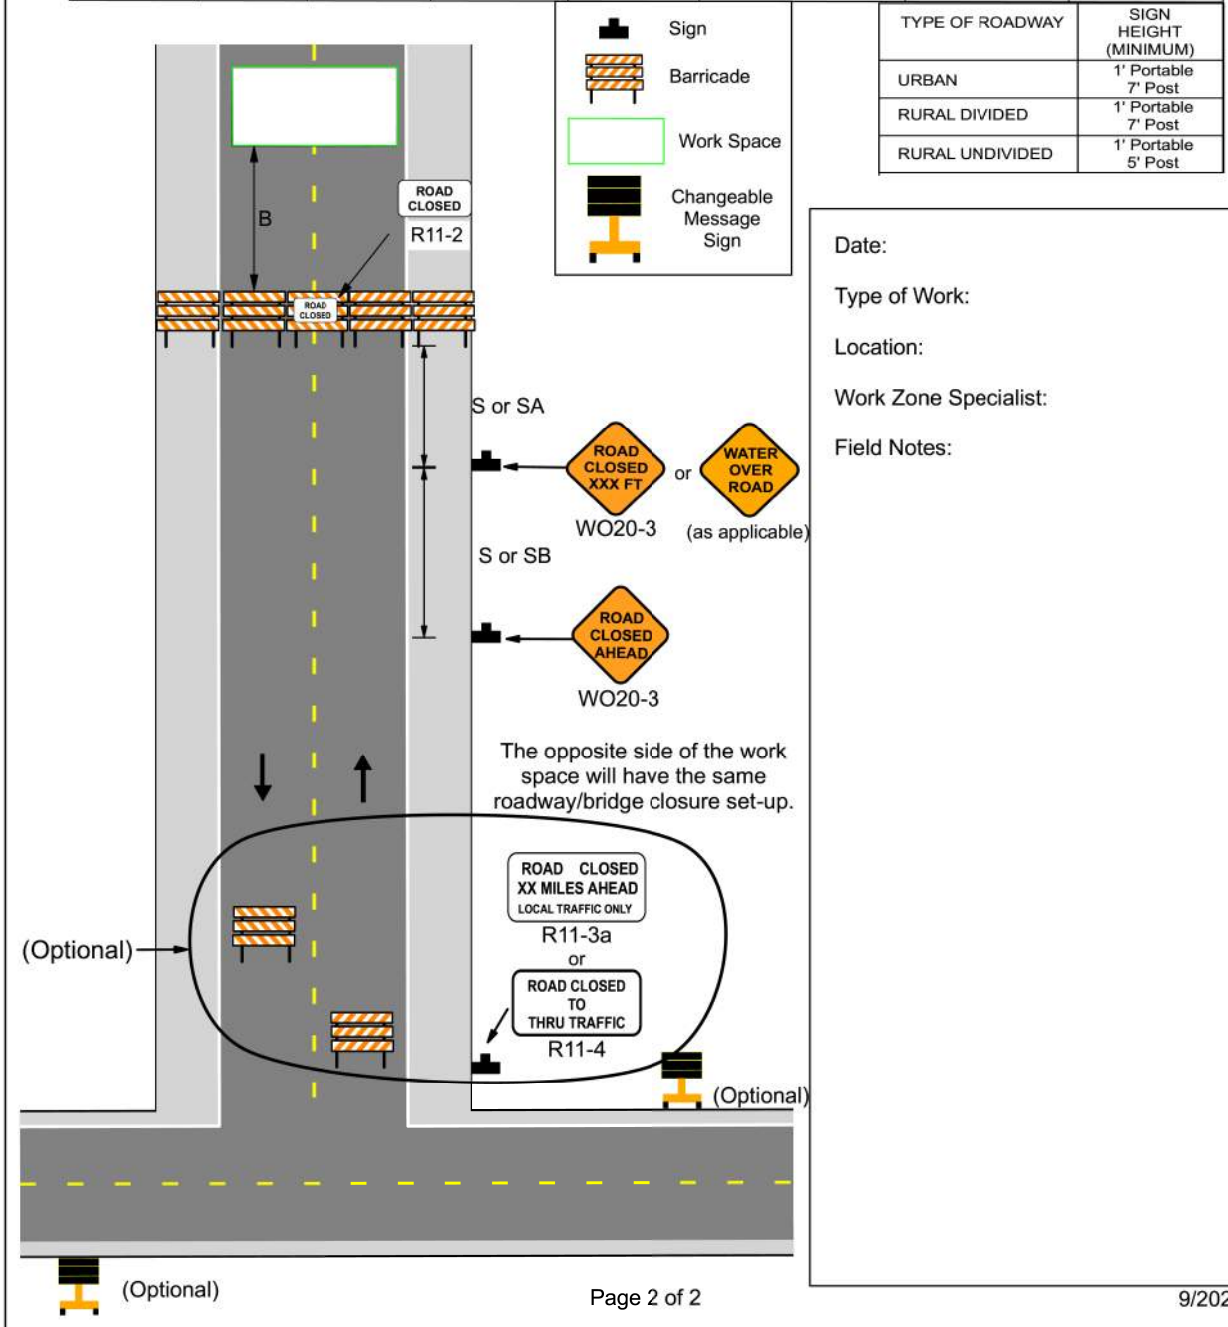 Sign
Barricade
Work Space
Changeable
Message
Sign
TYPE OF ROADWAY
SIGN
HEIGHT
(MINIMUM)
URBAN
1' Portable
7' Post
RURAL DIVIDED
1' Portable
7' Post
RURAL UNDIVIDED
1' Portable
5' Post
Date:
Type of Work:
Location:
Work Zone Specialist:
Field Notes:
B
ROAD
CLOSED
R11-2
ROAD
CLOSED
S or SA
ROAD
CLOSED
XXX FT
WO20-3
or
WATER
OVER
ROAD
(as applicable)
S or SB
ROAD
CLOSED
AHEAD
WO20-3
The opposite side of the work
space will have the same
roadway/bridge closure set-up.
(Optional)
ROAD CLOSED
XX MILES AHEAD
LOCAL TRAFFIC ONLY
R11-3a
or
ROAD CLOSED
TO
THRU TRAFFIC
R11-4
(Optional)
(Optional)
Page 2 of 2
9/202